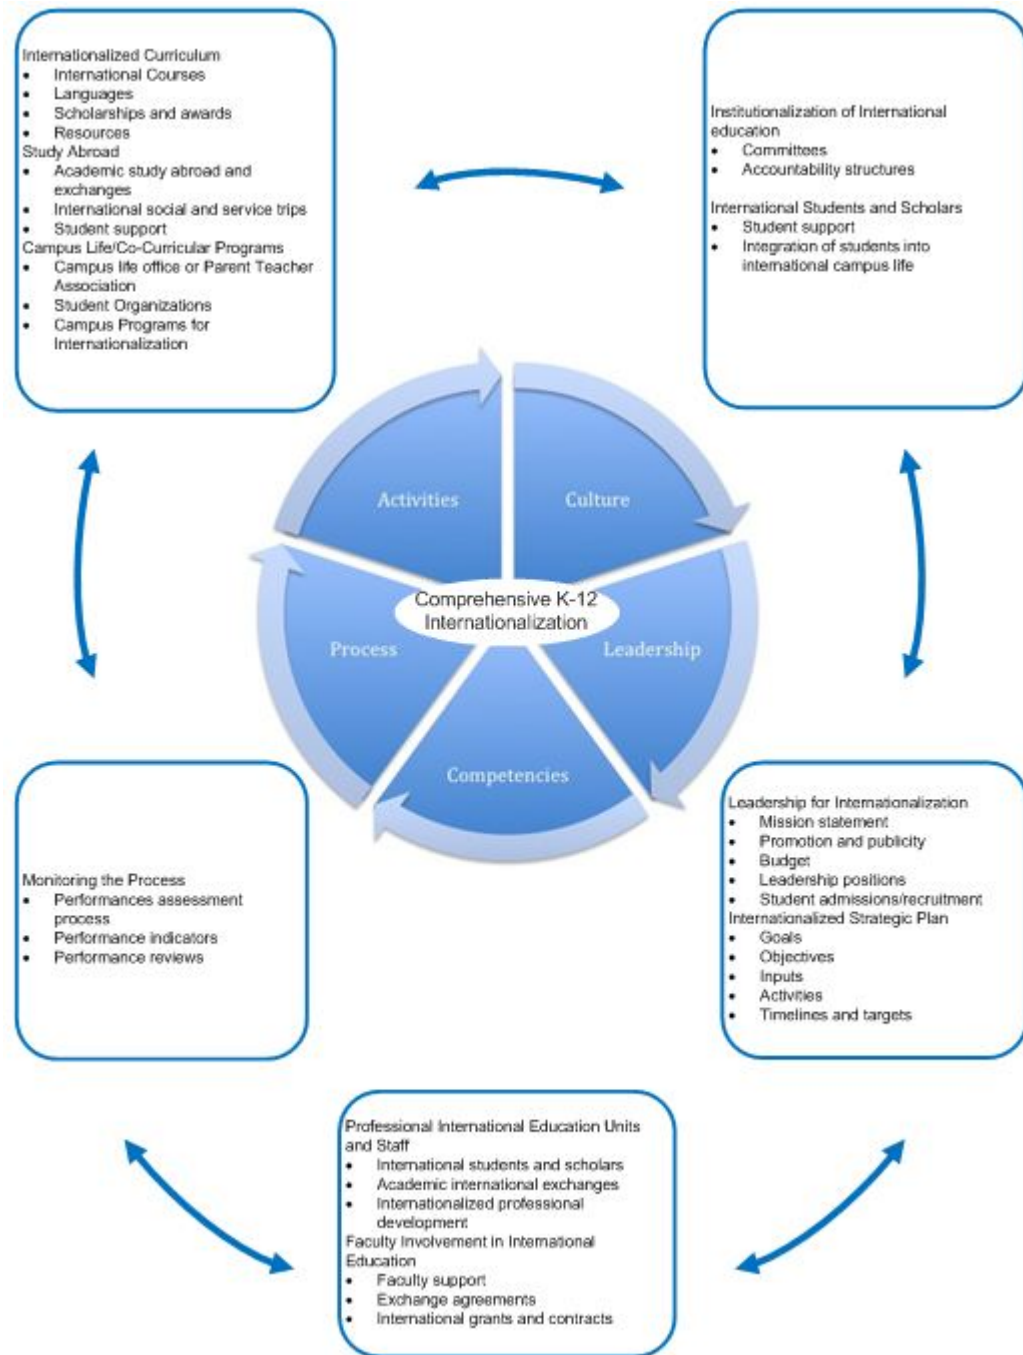 Internationalized Curriculum
• International Courses
• Languages
• Scholarships and awards
• Resources
Study Abroad
• Academic study abroad and
exchanges
• International social and service trips
• Student support
Campus Life/Co-Curricular Programs
• Campus life office or Parent Teacher
Association
• Student Organizations
• Campus Programs for
Internationalization
Institutionalization of International
education
• Committees
• Accountability structures
International Students and Scholars
• Student support
• Integration of students into
international campus life
Activities
Culture
Comprehensive K-12
Internationalization
Process
Leadership
Competencies
Monitoring the Process
• Performances assessment
process
• Performance indicators
• Performance reviews
Leadership for Internationalization
• Mission statement
• Promotion and publicity
• Budget
• Leadership positions
• Student admissions/recruitment
Internationalized Strategic Plan
• Goals
• Objectives
• Inputs
• Activities
• Timelines and targets
Professional International Education Units
and Staff
• International students and scholars
• Academic international exchanges
• Internationalized professional
development
Faculty Involvement in International
Education
• Faculty support
• Exchange agreements
• International grants and contracts